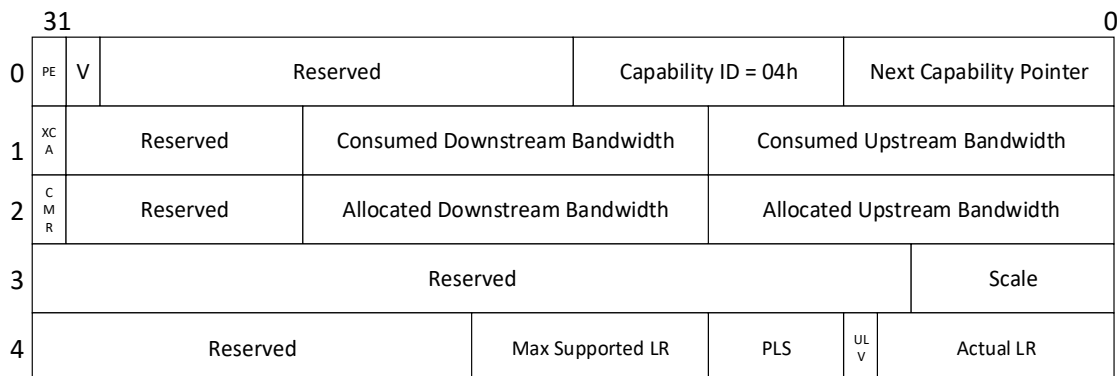 31 0
0 PE V Reserved Capability ID = 04h Next Capability Pointer
1 XC A Reserved Consumed Downstream Bandwidth Consumed Upstream Bandwidth
2 C M R Reserved Allocated Downstream Bandwidth Allocated Upstream Bandwidth
3 Reserved Scale
4 Reserved Max Supported LR PLS UL V Actual LR